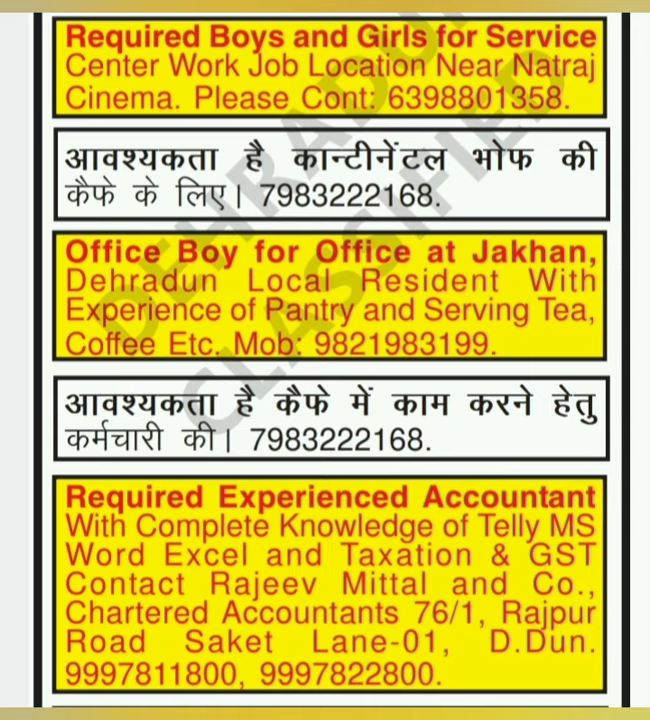 Required Boys and Girls for Service
Center Work Job Location Near Natraj
Cinema. Please Cont: 6398801358.
आवश्यकता है कान्टीनेंटल भोफ की
कैफे के लिए। 7983222168.
Office Boy for Office at Jakhan,
Dehradun Local Resident With
Experience of Pantry and Serving Tea,
Coffee Etc. Mob: 9821983199.
आवश्यकता है कैफे में काम करने हेतु
कर्मचारी की। 7983222168.
Required Experienced Accountant
With Complete Knowledge of Telly MS
Word Excel and Taxation & GST
Contact Rajeev Mittal and Co.,
Chartered Accountants 76/1, Rajpur
Road Saket Lane-01, D.Dun.
9997811800, 9997822800.
DEHRADUN
CLASSIFIED